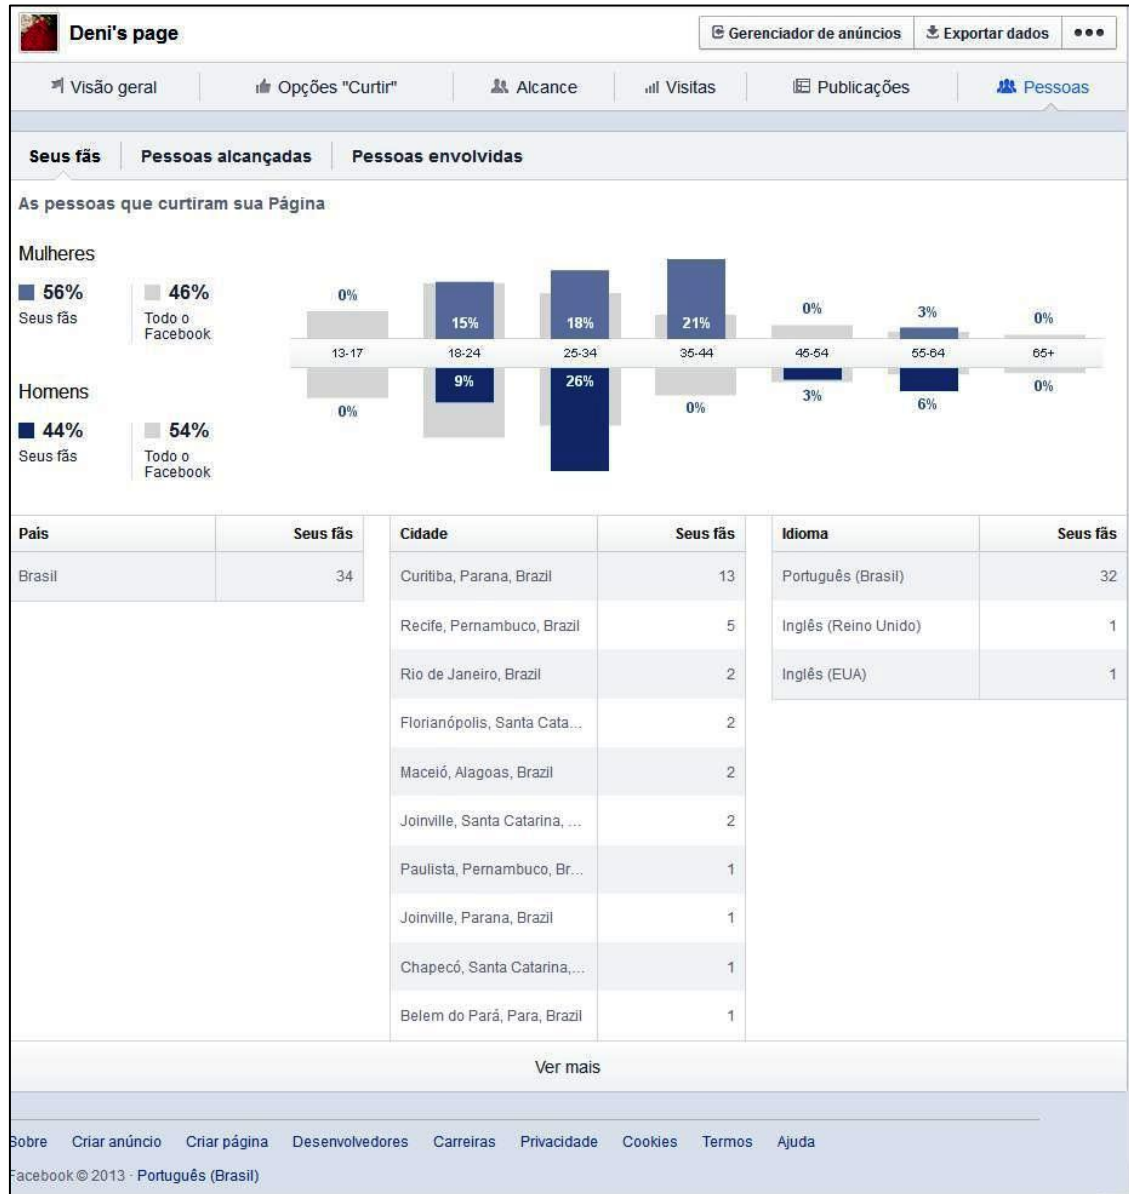 Deni's page
Gerenciador de anúncios
Exportar dados
Visão geral
Opções "Curtir"
Alcance
Visitas
Publicações
Pessoas
Seus fãs
Pessoas alcançadas
Pessoas envolvidas
As pessoas que curtiram sua Página
Mulheres
56%
Seus fãs
46%
Todo o
Facebook
0%
15%
18%
21%
0%
3%
0%
13-17
18-24
25-34
35-44
45-54
55-64
65+
Homens
44%
Seus fãs
54%
Todo o
Facebook
0%
9%
26%
0%
3%
6%
0%
País Seus fãs
Brasil 34
Cidade Seus fãs
Curitiba, Parana, Brazil 13
Recife, Pernambuco, Brazil 5
Rio de Janeiro, Brazil 2
Florianópolis, Santa Cata... 2
Maceió, Alagoas, Brazil 2
Joinville, Santa Catarina, ... 2
Paulista, Pernambuco, Br... 1
Joinville, Parana, Brazil 1
Chapecó, Santa Catarina,... 1
Belem do Pará, Para, Brazil 1
Idioma Seus fãs
Português (Brasil) 32
Inglês (Reino Unido) 1
Inglês (EUA) 1
Ver mais
Sobre Criar anúncio Criar página Desenvolvedores Carreiras Privacidade Cookies Termos Ajuda
Facebook © 2013 · Português (Brasil)